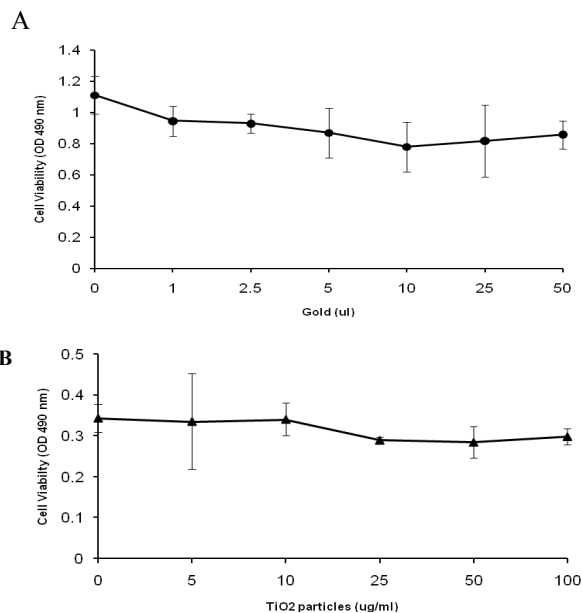 A
1.4
1.2
1
0.8
0.6
0.4
0.2
0
Cell Viability (OD 490 nm)
0 1 2.5 5 10 25 50
Gold (ul)
B
0.5
0.4
0.3
0.2
0.1
0
Cell Viabilty (OD 490 nm)
0 5 10 25 50 100
TiO2 particles (ug/ml)